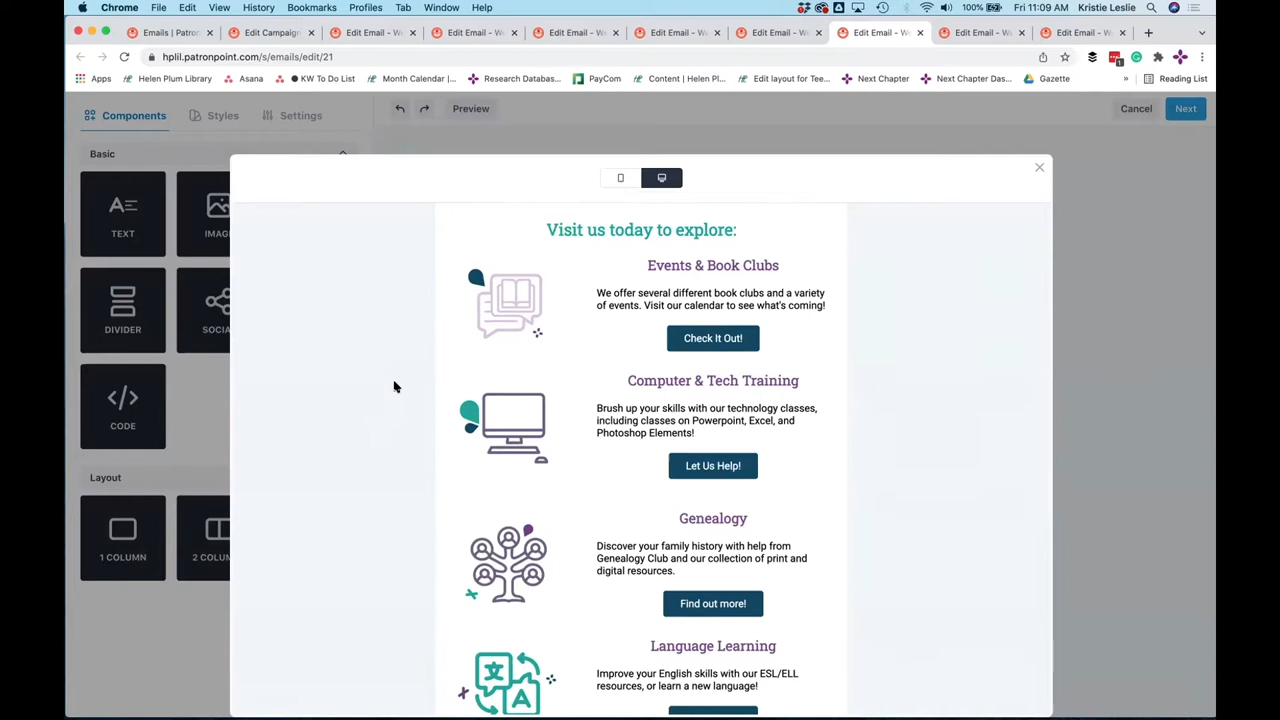 Chrome File Edit View History Bookmarks Profiles Tab Window Help 100% Fri 11:09 AM Kristie Leslie
Emails | Patron Edit Campaign Edit Email - W Edit Email - W Edit Email - W Edit Email - W Edit Email - W Edit Email - W Edit Email - W Edit Email - W
hplil.patronpoint.com/s/emails/edit/21
1
Apps Helen Plum Library Asana KW To Do List Month Calendar |... Research Databas... PayCom Content | Helen Pl... Edit layout for Tee... Next Chapter Next Chapter Das... Gazette » Reading List
Components Styles Settings Preview Cancel Next
Basic
TEXT IMAG
DIVIDER SOCIA
</>
CODE
Layout
1 COLUMN 2 COLUM
Visit us today to explore:
Events & Book Clubs
We offer several different book clubs and a variety
of events. Visit our calendar to see what's coming!
Check It Out!
Computer & Tech Training
Brush up your skills with our technology classes,
including classes on Powerpoint, Excel, and
Photoshop Elements!
Let Us Help!
Genealogy
Discover your family history with help from
Genealogy Club and our collection of print and
digital resources.
Find out more!
Language Learning
文
A
Improve your English skills with our ESL/ELL
resources, or learn a new language!